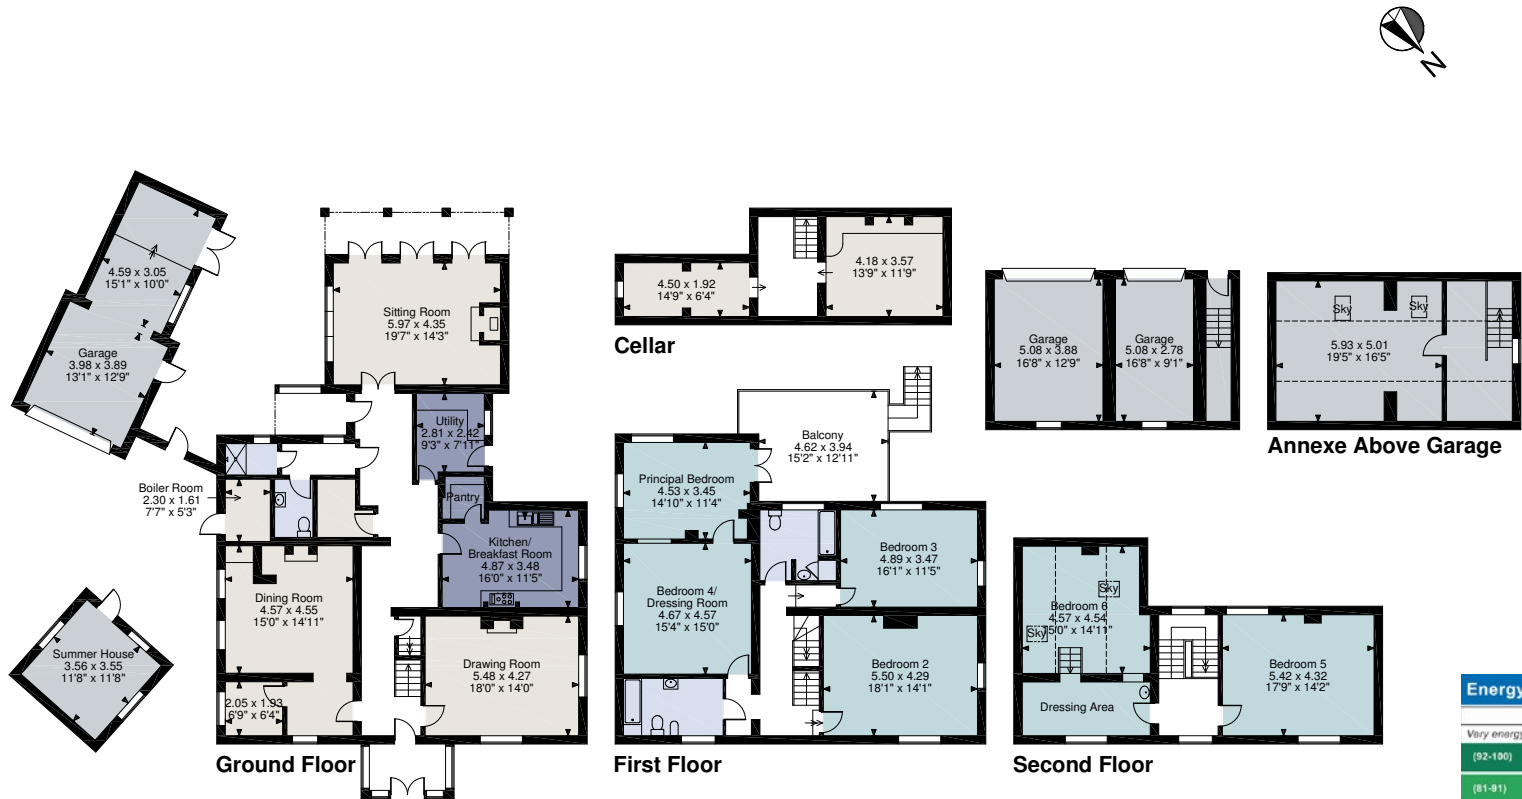 N
4.59 x 3.05
15'1" x 10'0"
Garage
3.98 x 3.89
13'1" x 12'9"
Sitting Room
5.97 x 4.35
19'7" x 14'3"
Utility
2.81 x 2.42
9'3" x 7'11"
Boiler Room
2.30 x 1.61
7'7" x 5'3"
Pantry
Kitchen/
Breakfast Room
4.87 x 3.48
16'0" x 11'5"
Dining Room
4.57 x 4.55
15'0" x 14'11"
Summer House
3.56 x 3.55
11'8" x 11'8"
2.05 x 1.93
6'9" x 6'4"
Drawing Room
5.48 x 4.27
18'0" x 14'0"
Ground Floor
4.50 x 1.92
14'9" x 6'4"
4.18 x 3.57
13'9" x 11'9"
Cellar
Balcony
4.62 x 3.94
15'2" x 12'11"
Principal Bedroom
4.53 x 3.45
14'10" x 11'4"
Bedroom 3
4.89 x 3.47
16'1" x 11'5"
Bedroom 4/
Dressing Room
4.67 x 4.57
15'4" x 15'0"
Bedroom 2
5.50 x 4.29
18'1" x 14'1"
First Floor
Garage
5.08 x 3.88
16'8" x 12'9"
Garage
5.08 x 2.78
16'8" x 9'1"
Sky
Sky
5.93 x 5.01
19'5" x 16'5"
Annexe Above Garage
Sky
Bedroom 6
4.57 x 4.54
15'0" x 14'11"
Sky
Dressing Area
Bedroom 5
5.42 x 4.32
17'9" x 14'2"
Second Floor
Energy
Very energy
(92-100)
(81-91)